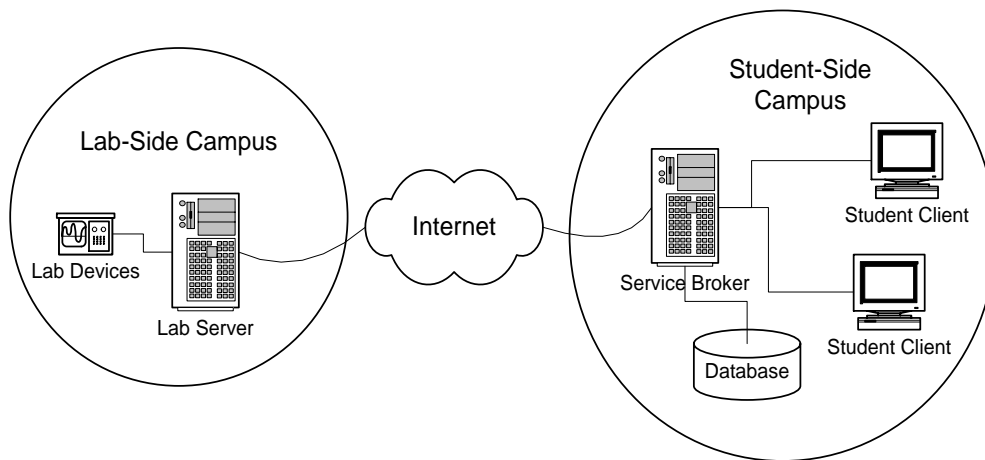 Lab-Side Campus
Lab Devices
Lab Server
Internet
Student-Side
Campus
Service Broker
Database
Student Client
Student Client